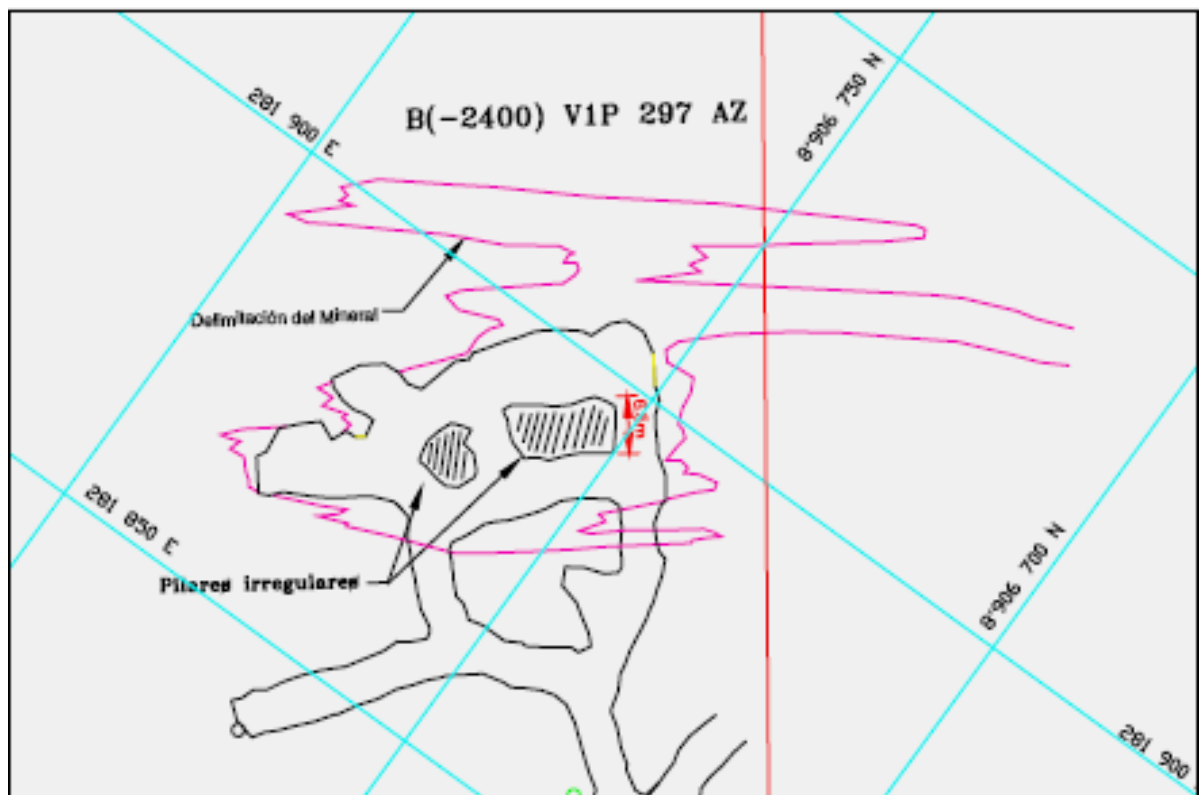 281 900 E
B(-2400) V1P 297 AZ
8'906 750 N
Delimitación del Mineral
281 850 E
Pilares irregulares
8'906 700 N
281 900